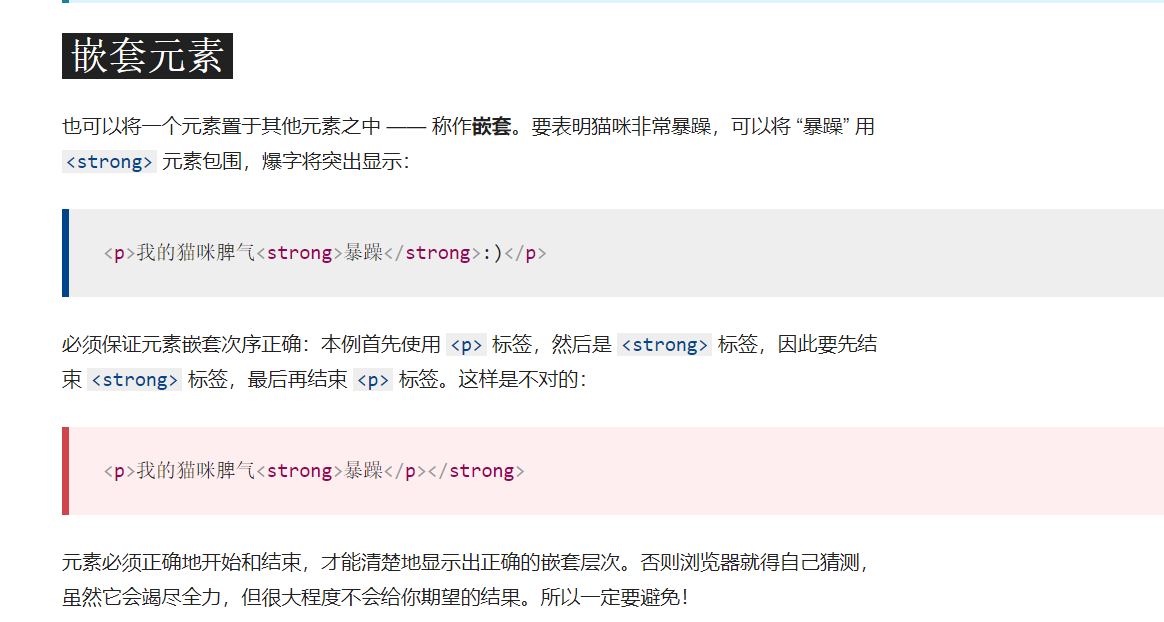 嵌套元素
也可以将一个元素置于其他元素之中 —— 称作嵌套。要表明猫咪非常暴躁，可以将 “暴躁” 用
<strong> 元素包围，爆字将突出显示：
<p>我的猫咪脾气<strong>暴躁</strong>:)</p>
必须保证元素嵌套次序正确：本例首先使用 <p> 标签，然后是 <strong> 标签，因此要先结
束 <strong> 标签，最后再结束 <p> 标签。这样是不对的：
<p>我的猫咪脾气<strong>暴躁</p></strong>
元素必须正确地开始和结束，才能清楚地显示出正确的嵌套层次。否则浏览器就得自己猜测，
虽然它会竭尽全力，但很大程度不会给你期望的结果。所以一定要避免！